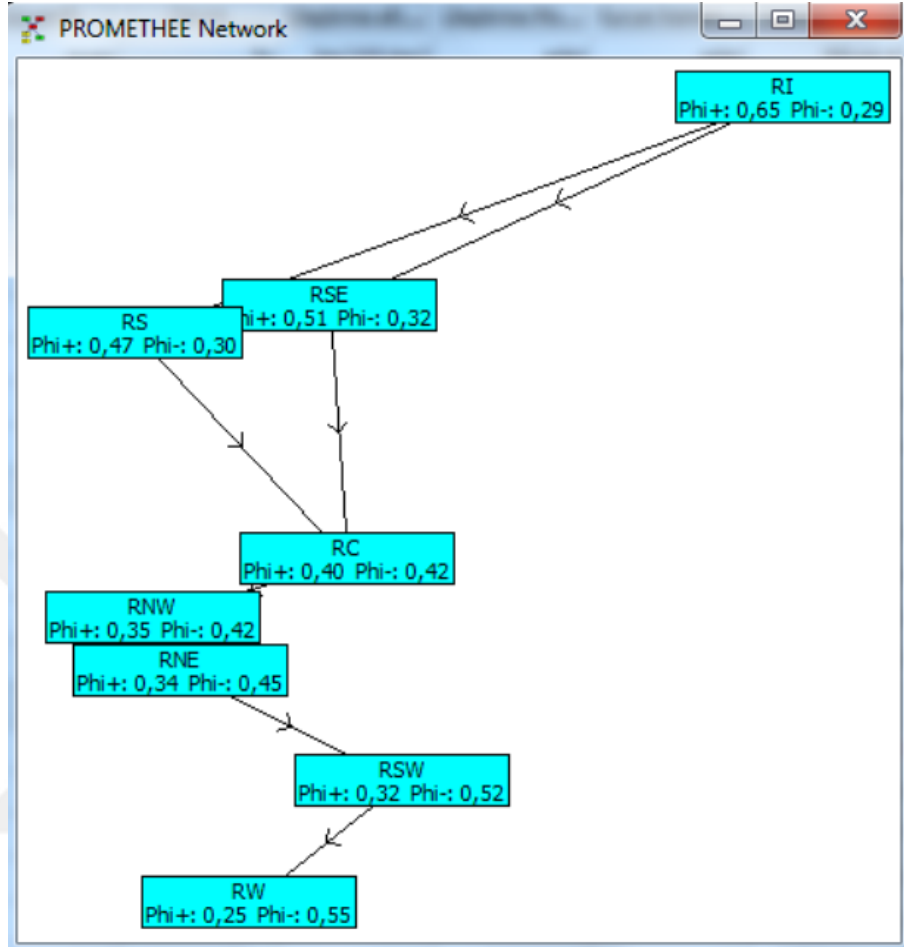 PROMETHEE Network
RI
Phi+: 0,65 Phi-: 0,29
RSE
hi+: 0,51 Phi-: 0,32
RS
Phi+: 0,47 Phi-: 0,30
RC
Phi+: 0,40 Phi-: 0,42
RNW
Phi+: 0,35 Phi-: 0,42
RNE
Phi+: 0,34 Phi-: 0,45
RSW
Phi+: 0,32 Phi-: 0,52
RW
Phi+: 0,25 Phi-: 0,55